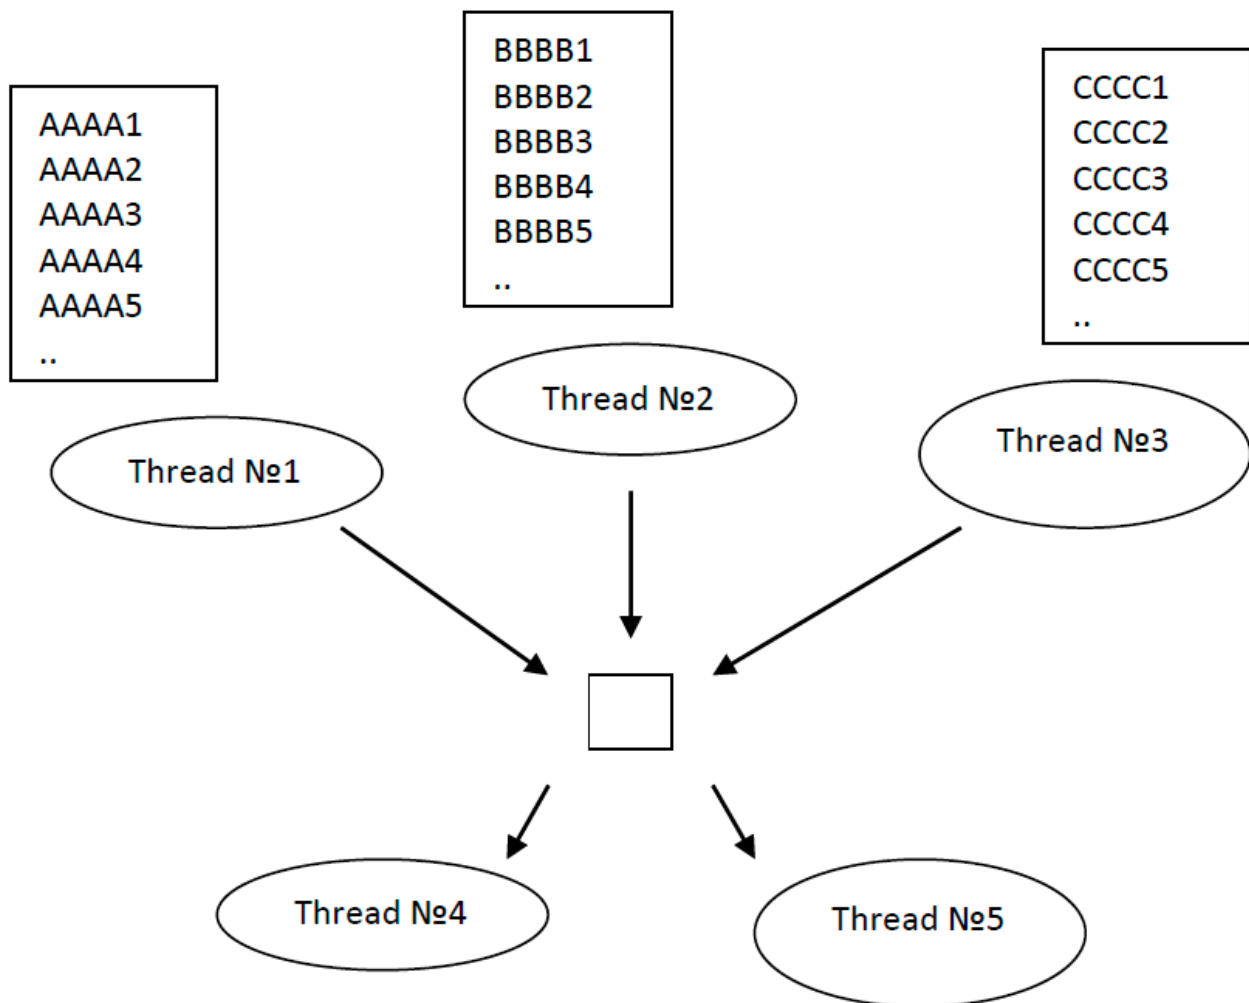 AAAA1
AAAA2
AAAA3
AAAA4
AAAA5
..
BBBB1
BBBB2
BBBB3
BBBB4
BBBB5
..
CCCC1
CCCC2
CCCC3
CCCC4
CCCC5
..
Thread №1
Thread №2
Thread №3
Thread №4
Thread №5